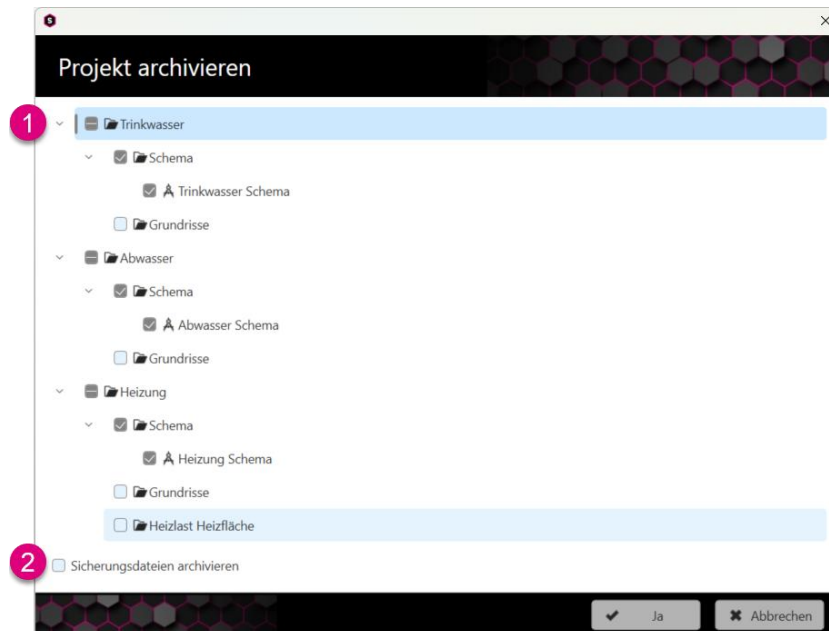 S
Projekt archivieren
1
Trinkwasser
Schema
Trinkwasser Schema
Grundrisse
Abwasser
Schema
Abwasser Schema
Grundrisse
Heizung
Schema
Heizung Schema
Grundrisse
Heizlast Heizfläche
2
Sicherungsdateien archivieren
Ja
Abbrechen